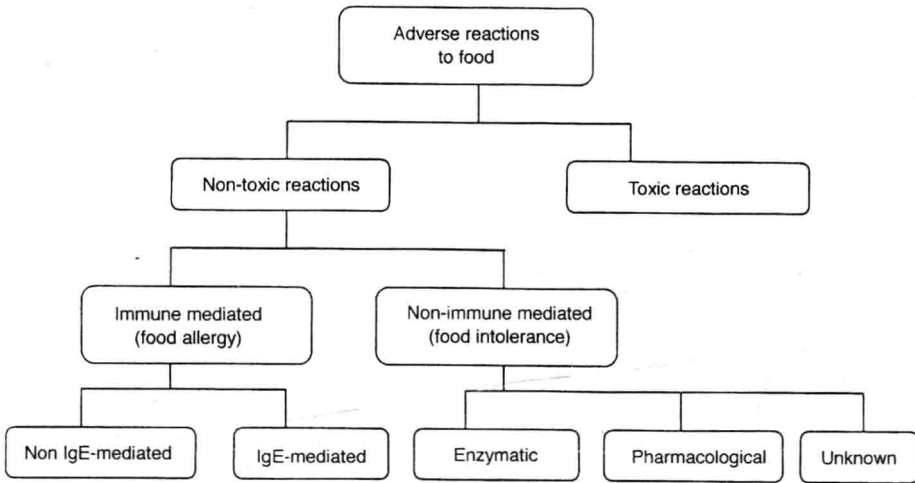 Adverse reactions
to food
Non-toxic reactions
Toxic reactions
Immune mediated
(food allergy)
Non-immune mediated
(food intolerance)
Non IgE-mediated
IgE-mediated
Enzymatic
Pharmacological
Unknown